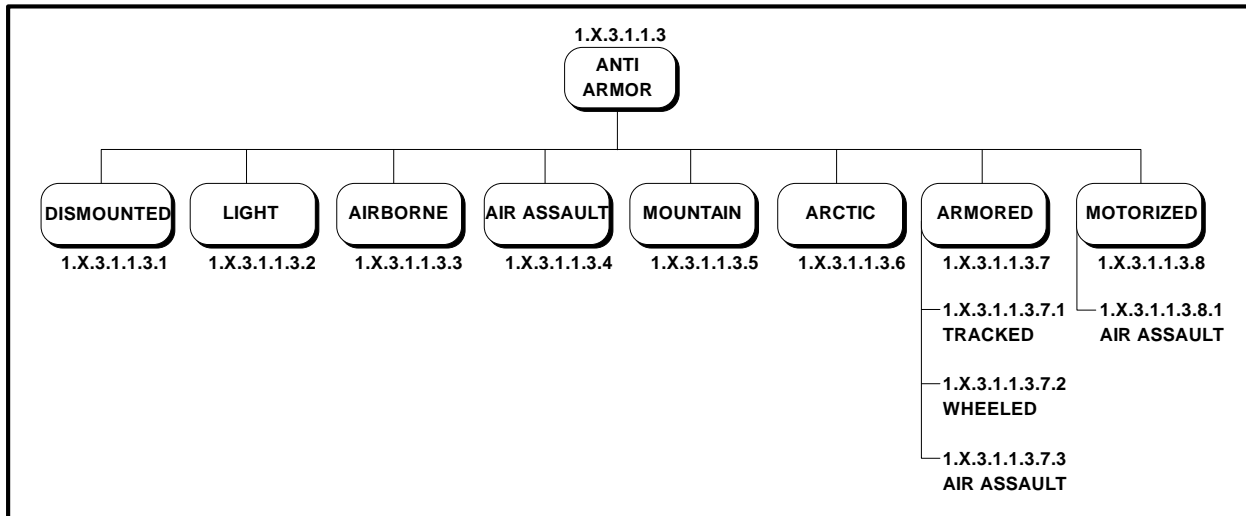 1.X.3.1.1.3
ANTI
ARMOR
DISMOUNTED
LIGHT
AIRBORNE
AIR ASSAULT
MOUNTAIN
ARCTIC
ARMORED
MOTORIZED
1.X.3.1.1.3.1
1.X.3.1.1.3.2
1.X.3.1.1.3.3
1.X.3.1.1.3.4
1.X.3.1.1.3.5
1.X.3.1.1.3.6
1.X.3.1.1.3.7
1.X.3.1.1.3.8
1.X.3.1.1.3.7.1
TRACKED
1.X.3.1.1.3.7.2
WHEELED
1.X.3.1.1.3.7.3
AIR ASSAULT
1.X.3.1.1.3.8.1
AIR ASSAULT